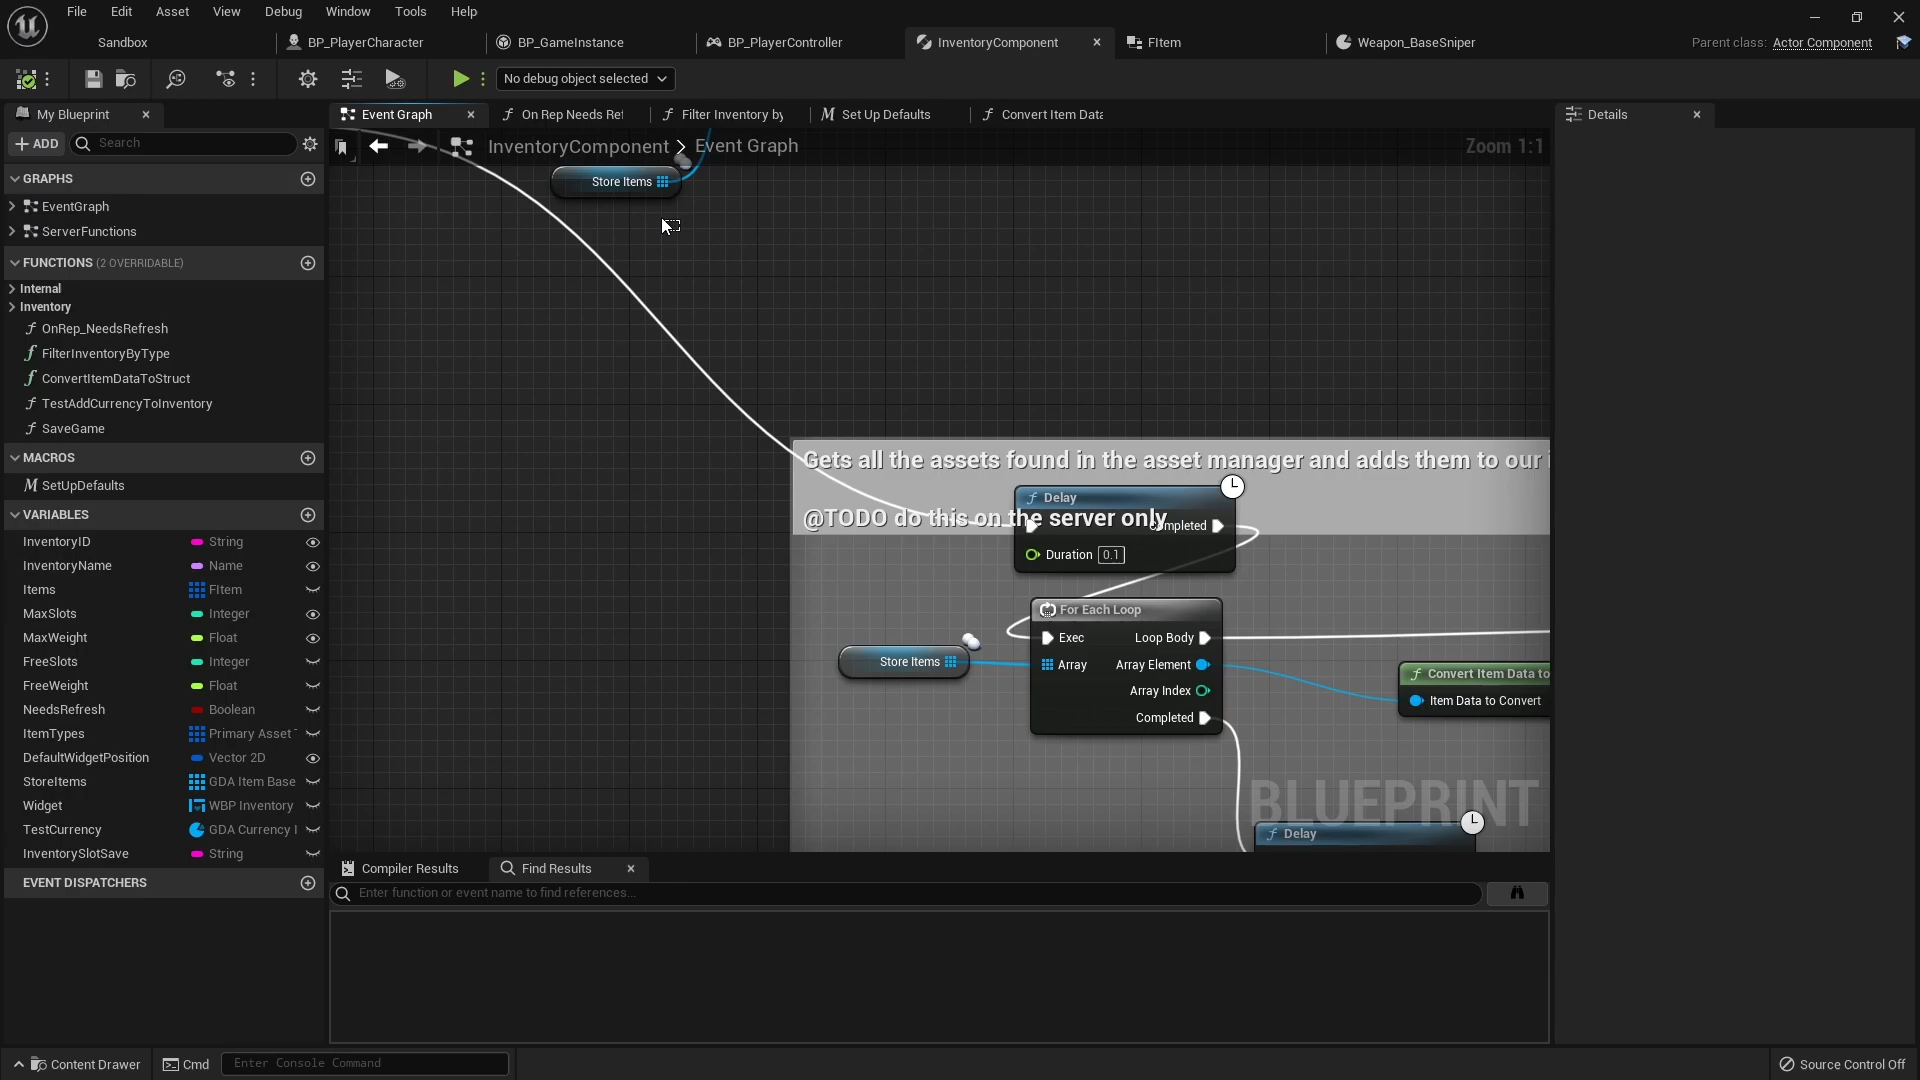 File Edit Asset View Debug Window Tools Help
Sandbox BP_PlayerCharacter BP_GameInstance BP_PlayerController InventoryComponent FItem Weapon_BaseSniper Parent class: Actor Component
No debug object selected
My Blueprint
Event Graph On Rep Needs Ref Filter Inventory by Set Up Defaults Convert Item Data
Details
ADD Search
InventoryComponent > Event Graph Zoom 1:1
GRAPHS
EventGraph
ServerFunctions
FUNCTIONS (2 OVERRIDABLE)
Internal
Inventory
OnRep_NeedsRefresh
FilterInventoryByType
ConvertItemDataToStruct
TestAddCurrencyToInventory
SaveGame
MACROS
SetUpDefaults
VARIABLES
InventoryID String
InventoryName Name
Items FItem
MaxSlots Integer
MaxWeight Float
FreeSlots Integer
FreeWeight Float
NeedsRefresh Boolean
ItemTypes Primary Asset
DefaultWidgetPosition Vector 2D
StoreItems GDA Item Base
Widget WBP Inventory
TestCurrency GDA Currency I
InventorySlotSave String
EVENT DISPATCHERS
Store Items
Gets all the assets found in the asset manager and adds them to our i
@TODO do this on the server only
Delay
Completed
Duration 0.1
For Each Loop
Exec Loop Body
Store Items
Array Array Element
Array Index
Completed
Convert Item Data to
Item Data to Convert
BLUEPRINT
Delay
Compiler Results Find Results
Enter function or event name to find references...
Content Drawer Cmd Enter Console Command Source Control Off